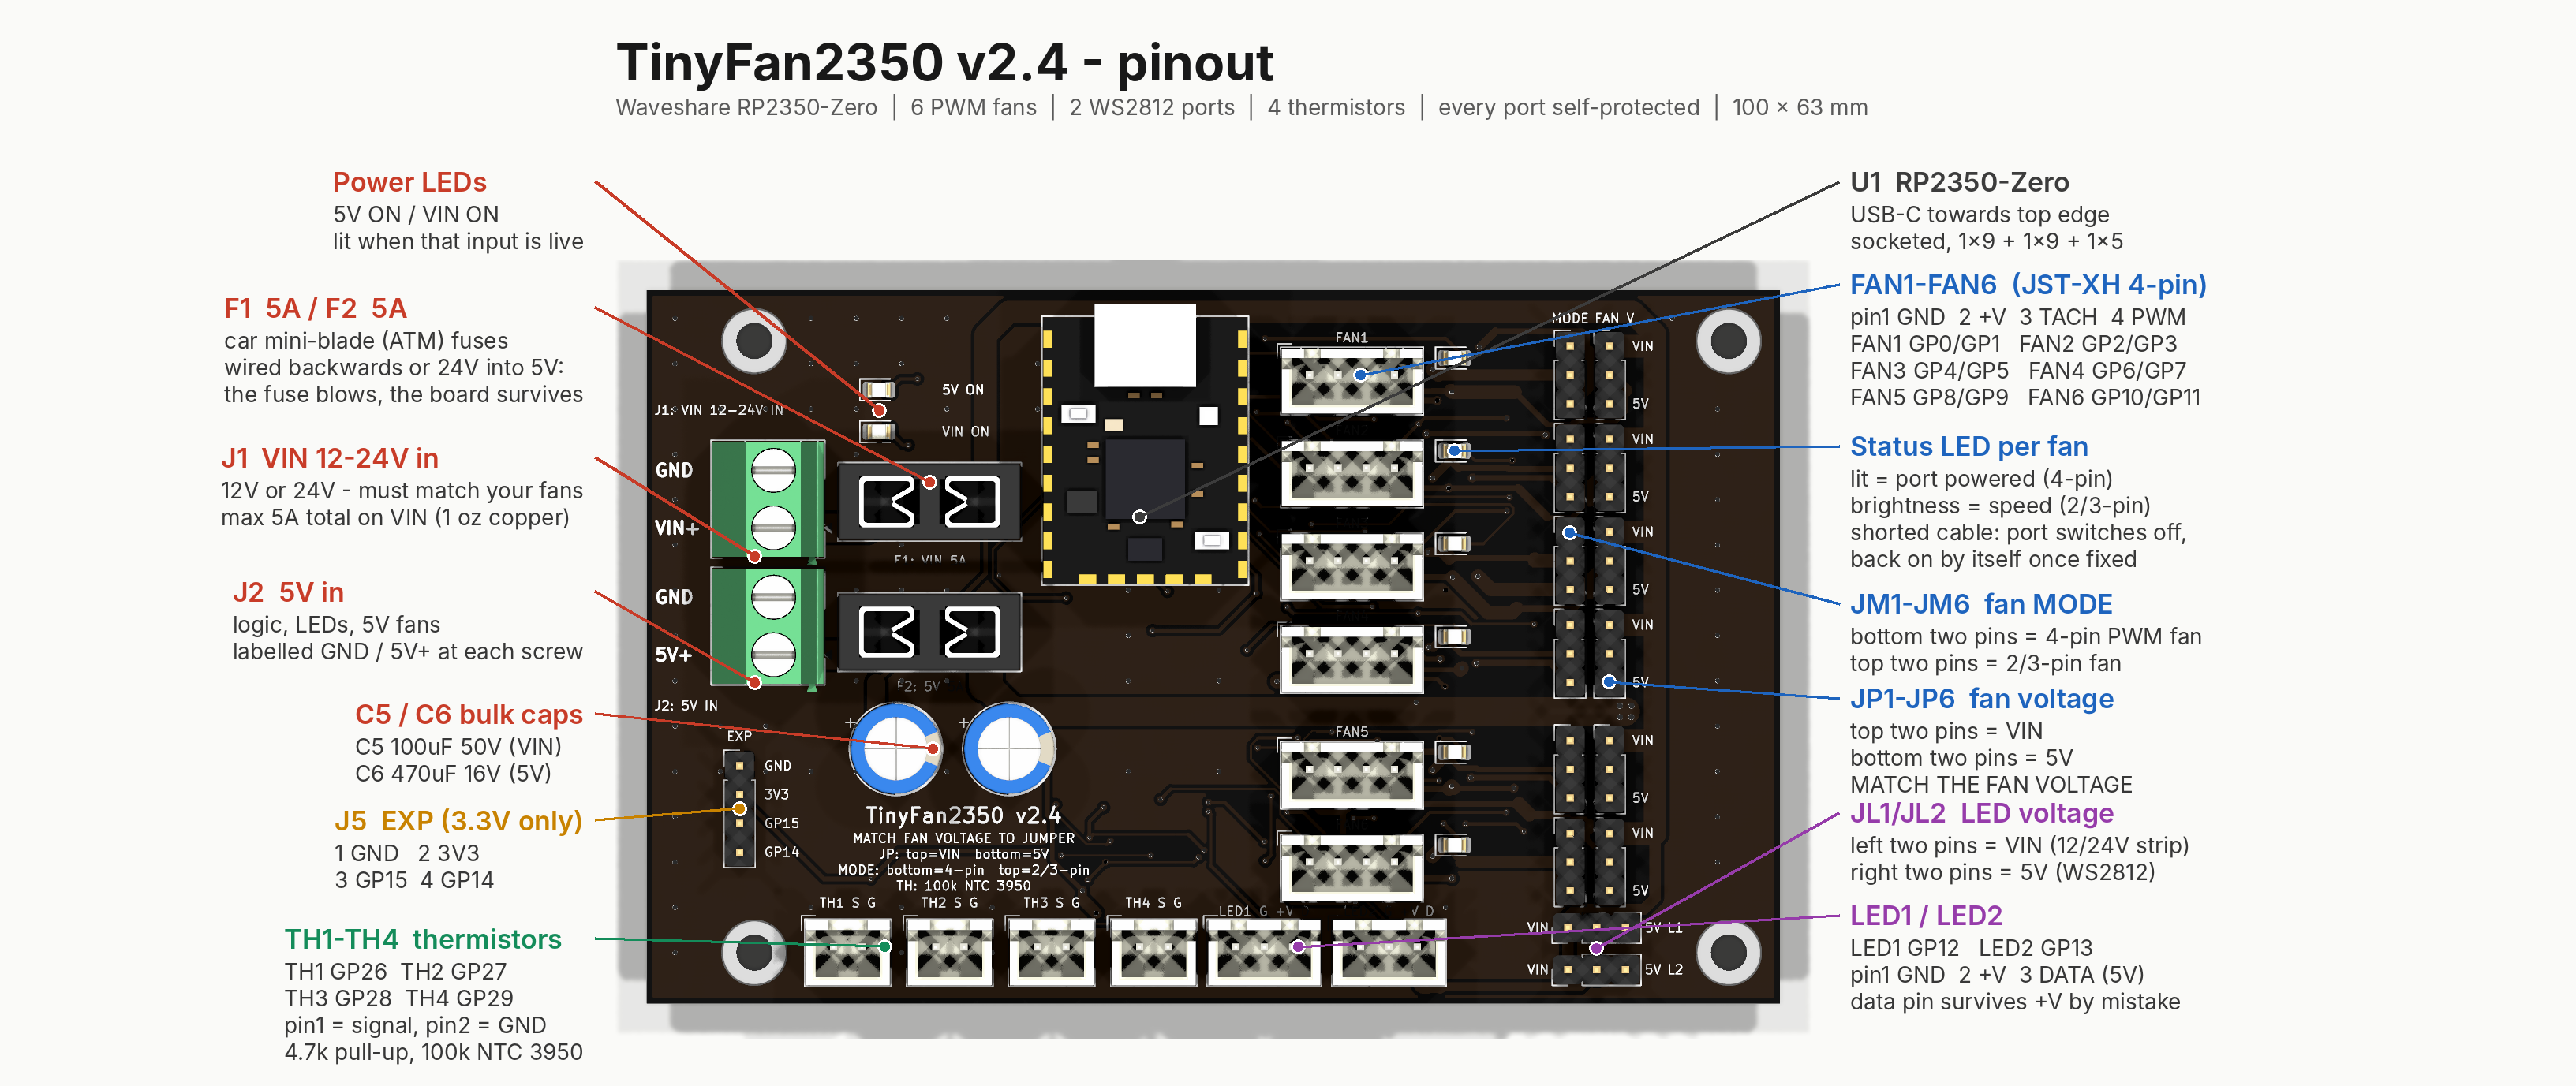 TinyFan2350 v2.4 - pinout
Waveshare RP2350-Zero | 6 PWM fans | 2 WS2812 ports | 4 thermistors | every port self-protected | 100 × 63 mm
Power LEDs
5V ON / VIN ON
lit when that input is live
F1 5A / F2 5A
car mini-blade (ATM) fuses
wired backwards or 24V into 5V:
the fuse blows, the board survives
J1 VIN 12-24V in
12V or 24V - must match your fans
max 5A total on VIN (1 oz copper)
J2 5V in
logic, LEDs, 5V fans
labelled GND / 5V+ at each screw
C5 / C6 bulk caps
C5 100uF 50V (VIN)
C6 470uF 16V (5V)
J5 EXP (3.3V only)
1 GND 2 3V3
3 GP15 4 GP14
TH1-TH4 thermistors
TH1 GP26 TH2 GP27
TH3 GP28 TH4 GP29
pin1 = signal, pin2 = GND
4.7k pull-up, 100k NTC 3950
J1: VIN 12-24V IN
5V ON
VIN ON
GND
VIN+
F1: VIN 5A
GND
5V+
F2: 5V
J2: 5V IN
EXP
GND
3V3
GP15
GP14
TinyFan2350 v2.4
MATCH FAN VOLTAGE TO JUMPER
JP: top=VIN bottom=5V
MODE: bottom=4-pin top=2/3-pin
TH: 100k NTC 3950
TH1 S G
TH2 S G
TH3 S G
TH4 S G
LED1 G +V
V D
FAN1
FAN5
MODE FAN V
VIN
5V
VIN
5V
VIN
5V
VIN
5V
VIN
5V
VIN
5V
VIN
5V L1
VIN
5V L2
U1 RP2350-Zero
USB-C towards top edge
socketed, 1×9 + 1×9 + 1×5
FAN1-FAN6 (JST-XH 4-pin)
pin1 GND 2 +V 3 TACH 4 PWM
FAN1 GP0/GP1 FAN2 GP2/GP3
FAN3 GP4/GP5 FAN4 GP6/GP7
FAN5 GP8/GP9 FAN6 GP10/GP11
Status LED per fan
lit = port powered (4-pin)
brightness = speed (2/3-pin)
shorted cable: port switches off,
back on by itself once fixed
JM1-JM6 fan MODE
bottom two pins = 4-pin PWM fan
top two pins = 2/3-pin fan
JP1-JP6 fan voltage
top two pins = VIN
bottom two pins = 5V
MATCH THE FAN VOLTAGE
JL1/JL2 LED voltage
left two pins = VIN (12/24V strip)
right two pins = 5V (WS2812)
LED1 / LED2
LED1 GP12 LED2 GP13
pin1 GND 2 +V 3 DATA (5V)
data pin survives +V by mistake